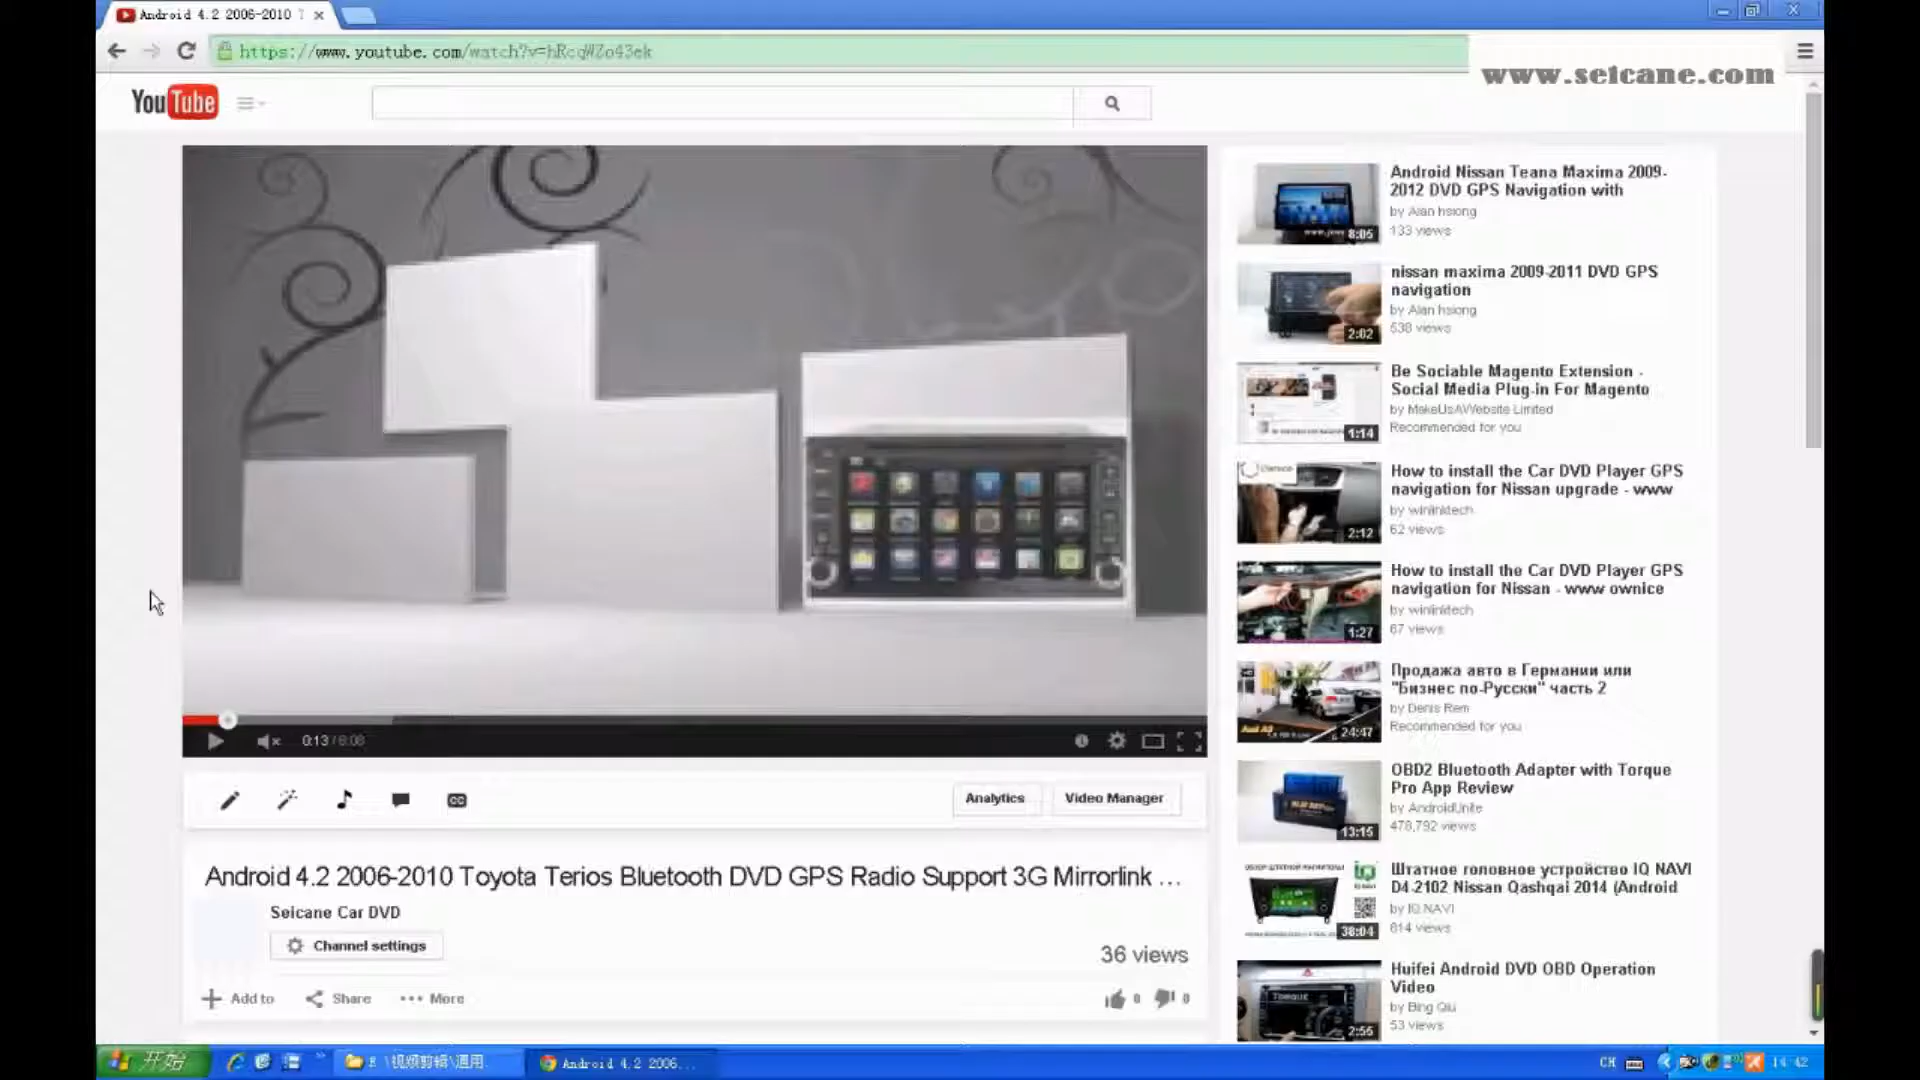 Android 4.2 2006-2010 T
https://www.youtube.com/watch?v=hRcqWZo43ek
www.seicane.com
YouTube
0:13 / 6:08
Analytics
Video Manager
Android 4.2 2006-2010 Toyota Terios Bluetooth DVD GPS Radio Support 3G Mirrorlink ...
Seicane Car DVD
Channel settings
36 views
Add to
Share
More
0
0
Android Nissan Teana Maxima 2009-
2012 DVD GPS Navigation with
by Alan hsiong
133 views
8:05
nissan maxima 2009-2011 DVD GPS
navigation
by Alan hsiong
538 views
2:02
Be Sociable Magento Extension -
Social Media Plug-in For Magento
by MakeUsAWebsite Limited
Recommended for you
1:14
How to install the Car DVD Player GPS
navigation for Nissan upgrade - www
by winlinktech
62 views
2:12
How to install the Car DVD Player GPS
navigation for Nissan - www ownice
by winlinktech
67 views
1:27
Продажа авто в Германии или
"Бизнес по-Русски" часть 2
by Denis Rem
Recommended for you
24:47
OBD2 Bluetooth Adapter with Torque
Pro App Review
by AndroidUnite
478,792 views
13:15
Штатное головное устройство IQ NAVI
D4-2102 Nissan Qashqai 2014 (Android
by IQ NAVI
814 views
38:04
Huifei Android DVD OBD Operation
Video
by Bing Qiu
53 views
2:56
开始
Android 4.2 2006...
CH
14:42